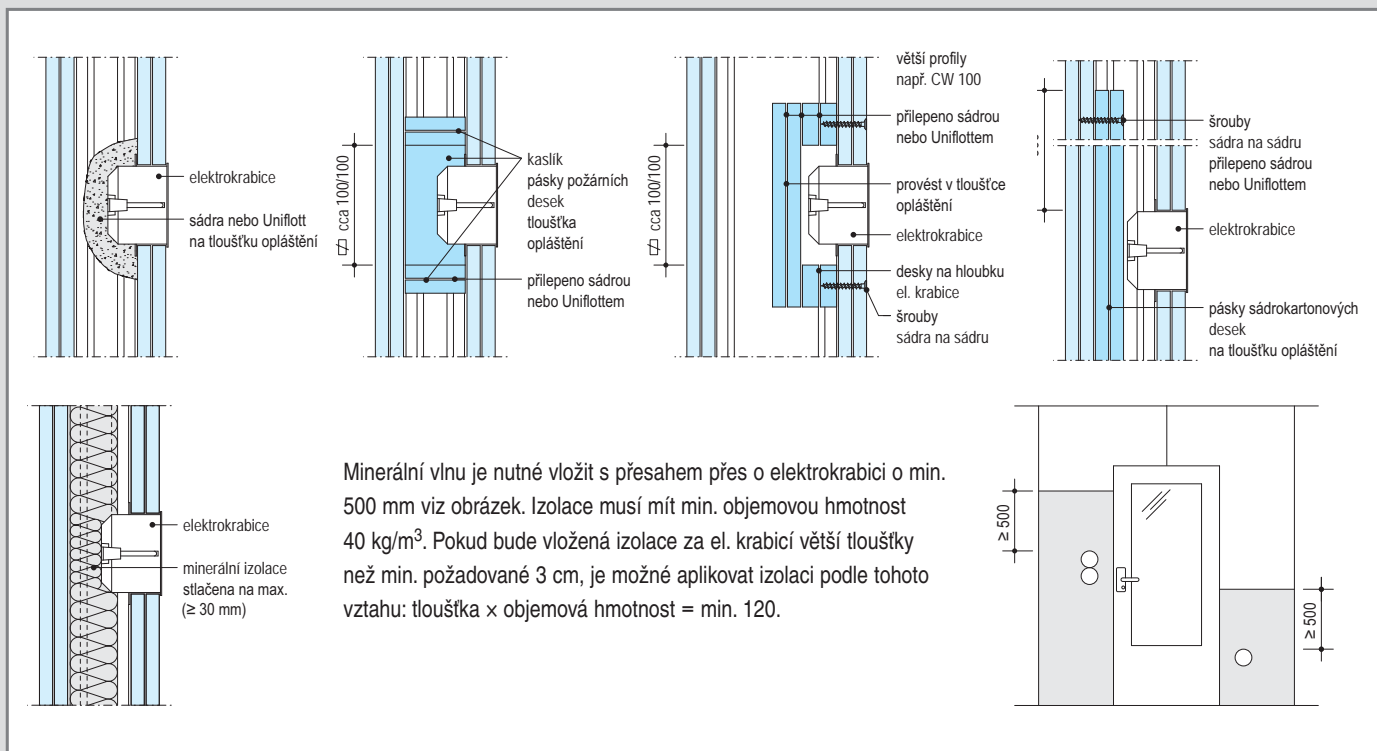 elektrokrabice
sádra nebo Uniflott
na tloušťku opláštění
cca 100/100
kaslík
pásky požárních
desek
tloušťka
opláštění
přilepeno sádrou
nebo Uniflottem
větší profily
např. CW 100
cca 100/100
přilepeno sádrou
nebo Uniflottem
provést v tloušťce
opláštění
elektrokrabice
desky na hloubku
el. krabice
šrouby
sádra na sádru
šrouby
sádra na sádru
přilepeno sádrou
nebo Uniflottem
elektrokrabice
pásky sádrokartonových
desek
na tloušťku opláštění
elektrokrabice
minerální izolace
stlačena na max.
(≥ 30 mm)
Minerální vlnu je nutné vložit s přesahem přes o elektrokrabici o min.
500 mm viz obrázek. Izolace musí mít min. objemovou hmotnost
40 kg/m³. Pokud bude vložená izolace za el. krabicí větší tloušťky
než min. požadované 3 cm, je možné aplikovat izolaci podle tohoto
vztahu: tloušťka × objemová hmotnost = min. 120.
≥ 500
≥ 500